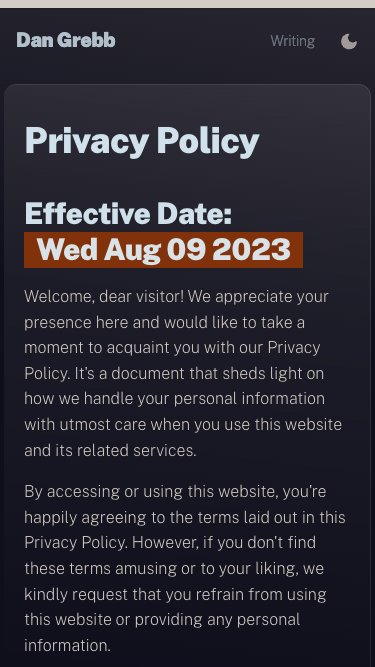 Dan Grebb
Writing
Privacy Policy
Effective Date:
Wed Aug 09 2023
Welcome, dear visitor! We appreciate your
presence here and would like to take a
moment to acquaint you with our Privacy
Policy. It's a document that sheds light on
how we handle your personal information
with utmost care when you use this website
and its related services.
By accessing or using this website, you're
happily agreeing to the terms laid out in this
Privacy Policy. However, if you don't find
these terms amusing or to your liking, we
kindly request that you refrain from using
this website or providing any personal
information.